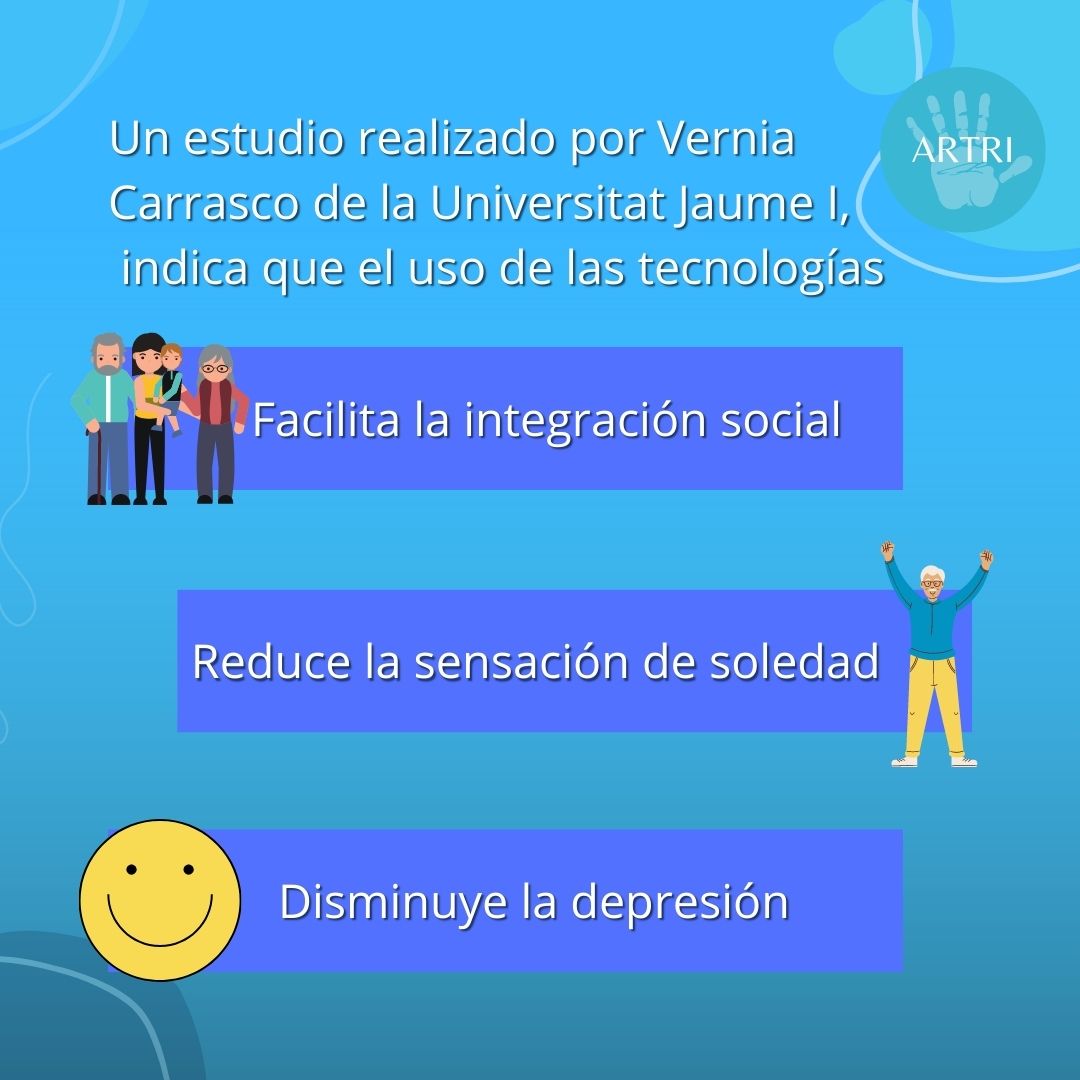 Un estudio realizado por Vernia
Carrasco de la Universitat Jaume I,
indica que el uso de las tecnologías
ARTRI
Facilita la integración social
Reduce la sensación de soledad
Disminuye la depresión